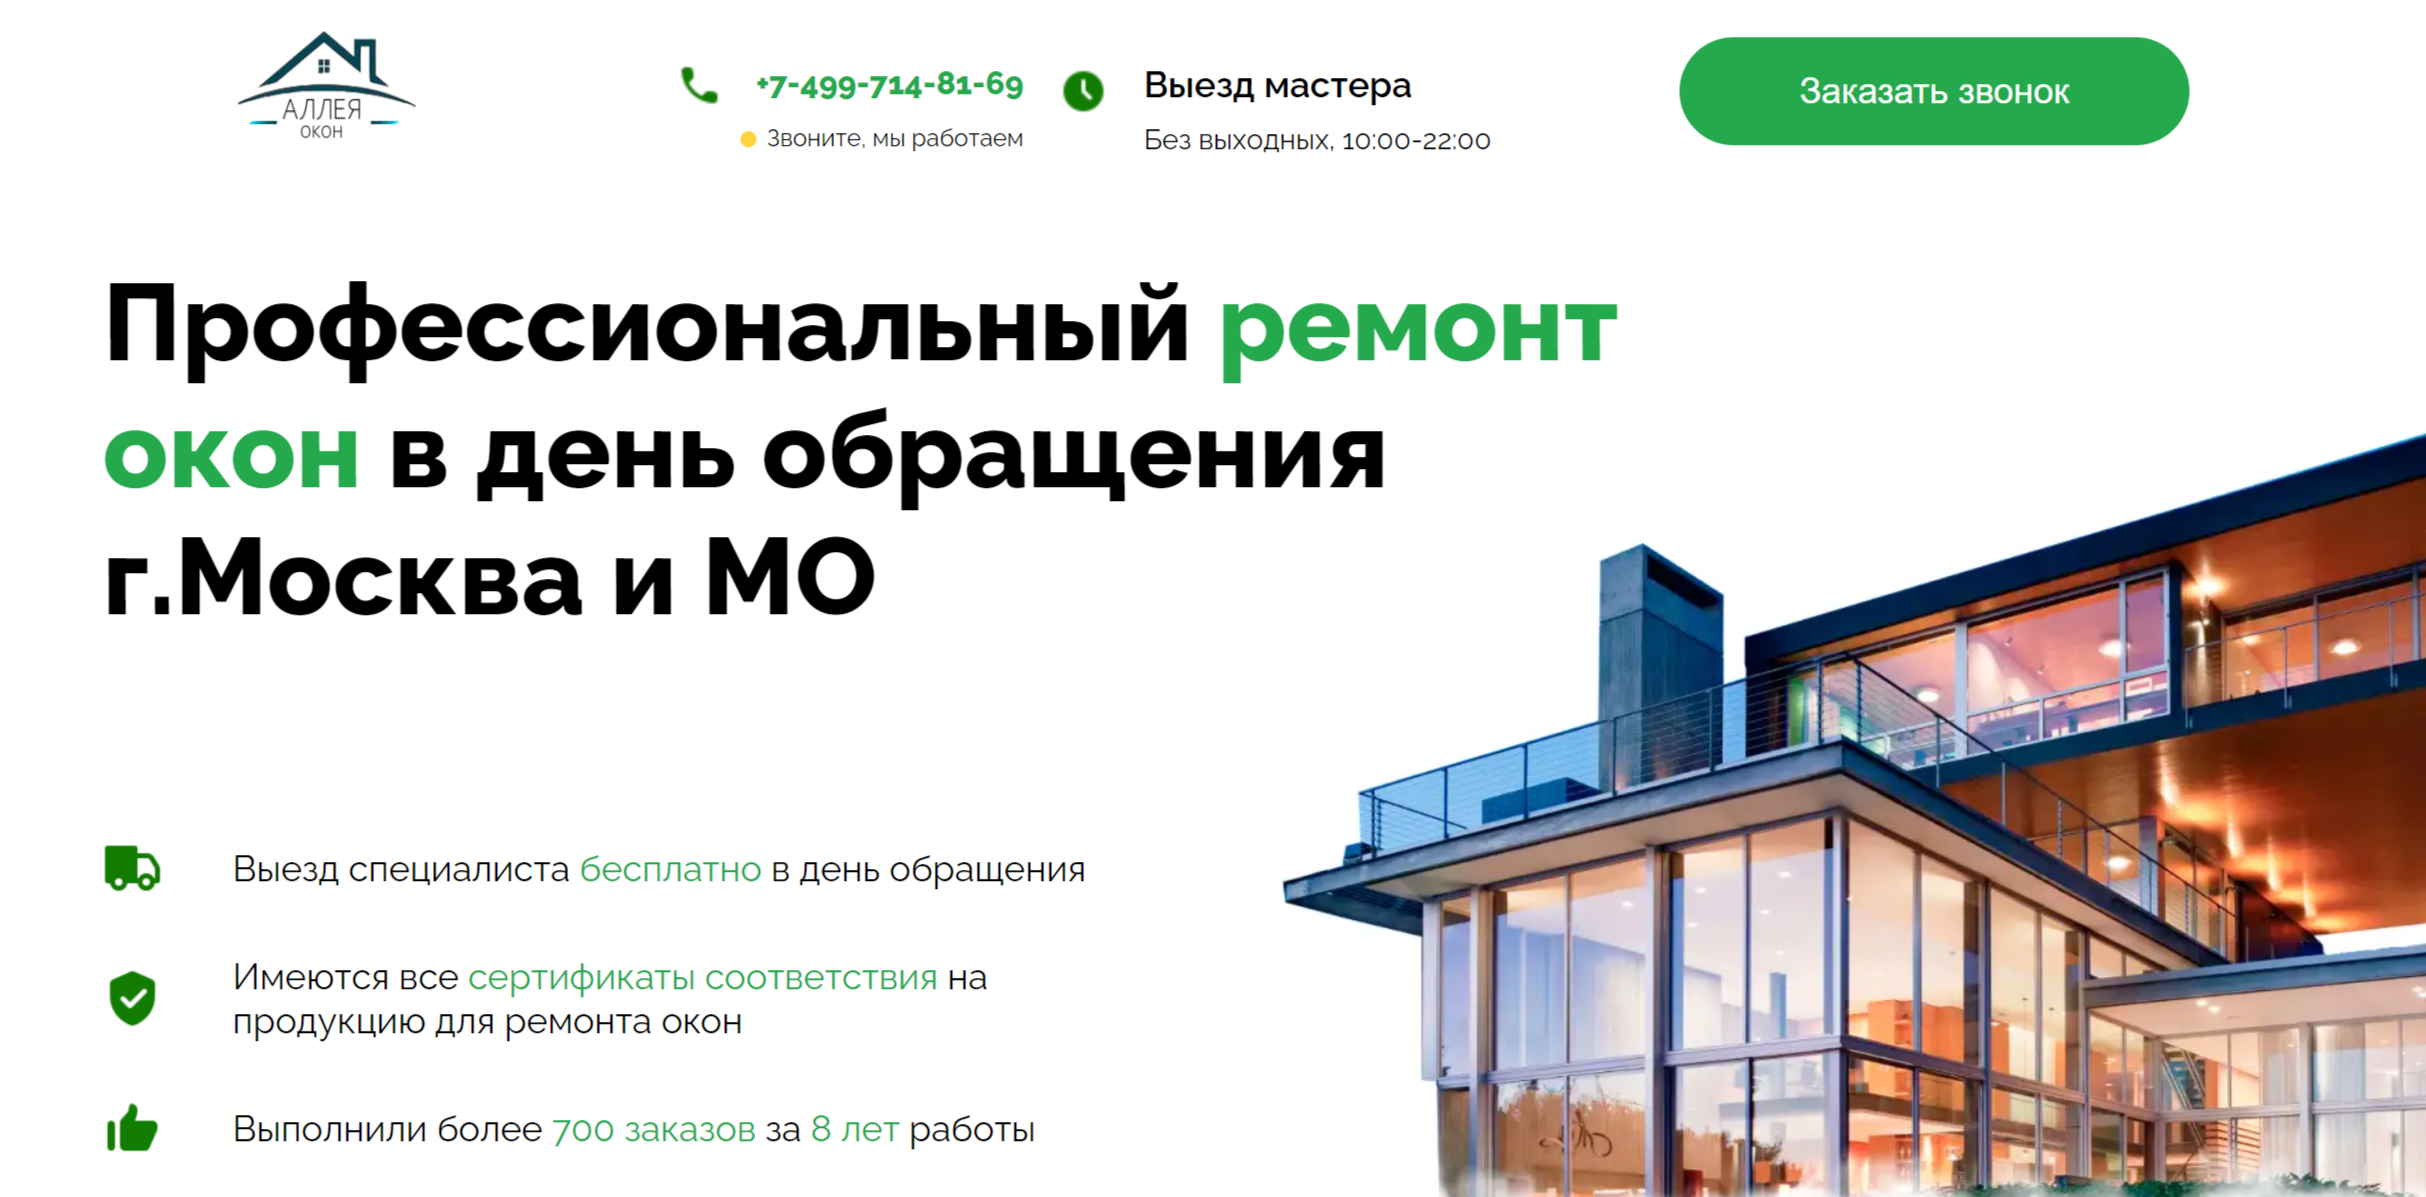 АЛЛЕЯ
ОКОН
+7-499-714-81-69
Звоните, мы работаем
Выезд мастера
Без выходных, 10:00-22:00
Заказать звонок
Профессиональный ремонт
окон в день обращения
г.Москва и МО
Выезд специалиста бесплатно в день обращения
Имеются все сертификаты соответствия на
продукцию для ремонта окон
Выполнили более 700 заказов за 8 лет работы